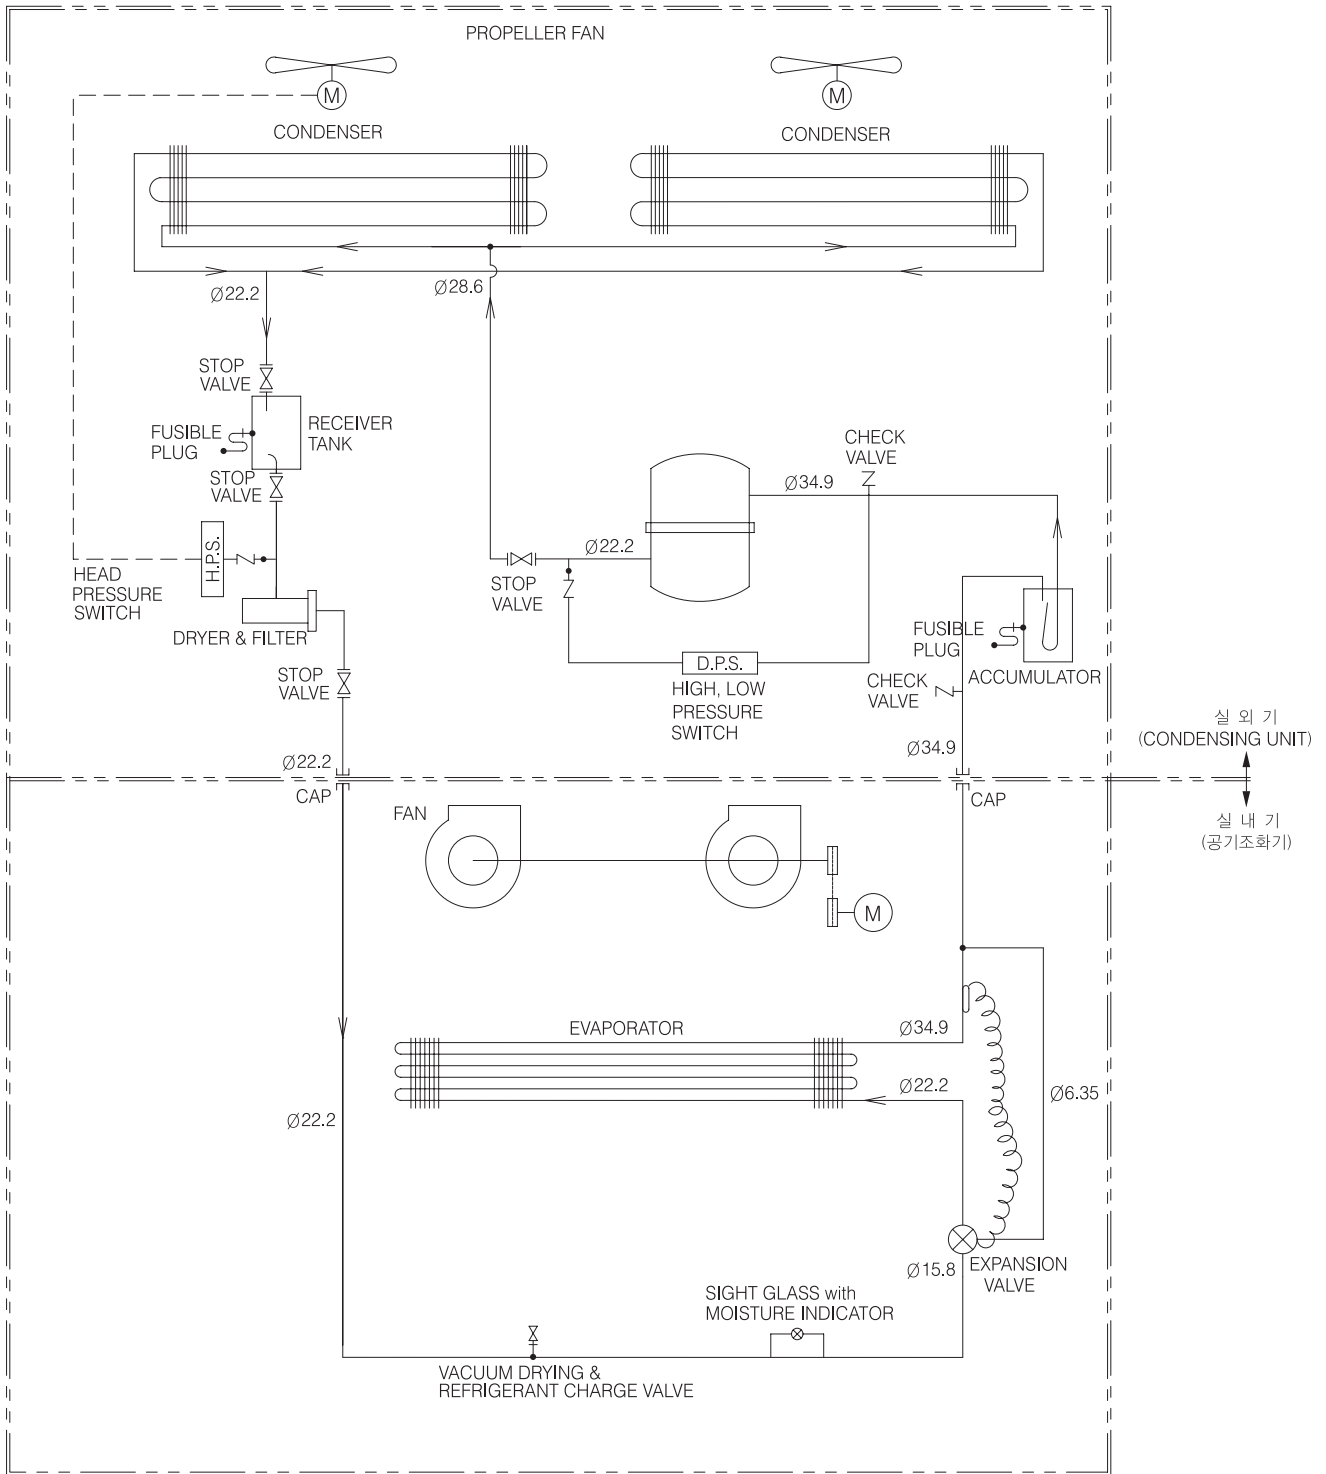 PROPELLER FAN
M
M
CONDENSER
CONDENSER
Ø22.2
Ø28.6
STOP
VALVE
RECEIVER
TANK
FUSIBLE
PLUG
STOP
VALVE
CHECK
VALVE
Ø34.9
H.P.S.
HEAD
PRESSURE
SWITCH
Ø22.2
STOP
VALVE
DRYER & FILTER
FUSIBLE
PLUG
ACCUMULATOR
D.P.S.
HIGH, LOW
PRESSURE
SWITCH
STOP
VALVE
CHECK
VALVE
실 외 기
(CONDENSING UNIT)
Ø22.2
Ø34.9
CAP
CAP
실 내 기
(공기조화기)
FAN
M
EVAPORATOR
Ø34.9
Ø22.2
Ø6.35
Ø22.2
Ø15.8
EXPANSION
VALVE
SIGHT GLASS with
MOISTURE INDICATOR
VACUUM DRYING &
REFRIGERANT CHARGE VALVE